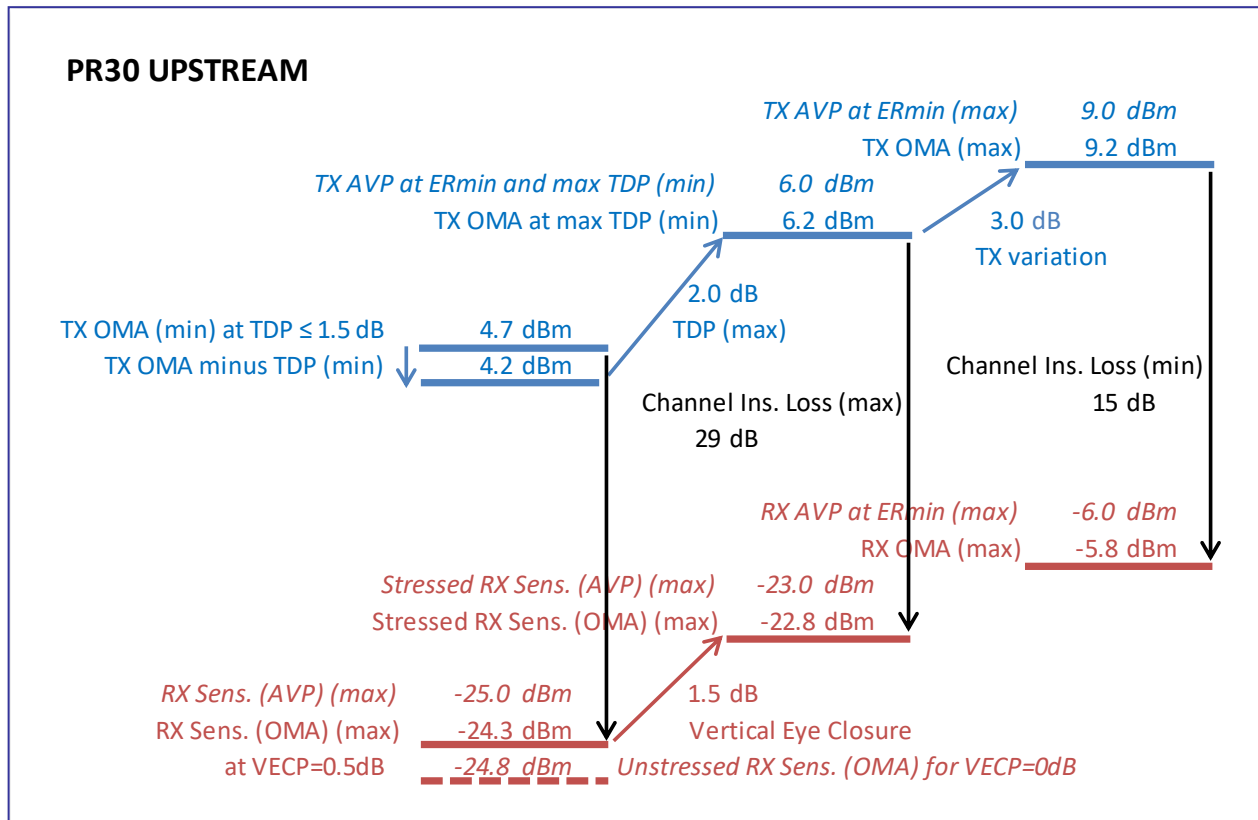 PR30 UPSTREAM
TX AVP at ERmin (max) 9.0 dBm
TX OMA (max) 9.2 dBm
TX AVP at ERmin and max TDP (min) 6.0 dBm
TX OMA at max TDP (min) 6.2 dBm
3.0 dB
TX variation
2.0 dB
TDP (max)
TX OMA (min) at TDP ≤ 1.5 dB 4.7 dBm
TX OMA minus TDP (min) 4.2 dBm
Channel Ins. Loss (max)
29 dB
Channel Ins. Loss (min)
15 dB
RX AVP at ERmin (max) -6.0 dBm
RX OMA (max) -5.8 dBm
Stressed RX Sens. (AVP) (max) -23.0 dBm
Stressed RX Sens. (OMA) (max) -22.8 dBm
RX Sens. (AVP) (max) -25.0 dBm
RX Sens. (OMA) (max) -24.3 dBm
at VECP=0.5dB -24.8 dBm
1.5 dB
Vertical Eye Closure
Unstressed RX Sens. (OMA) for VECP=0dB